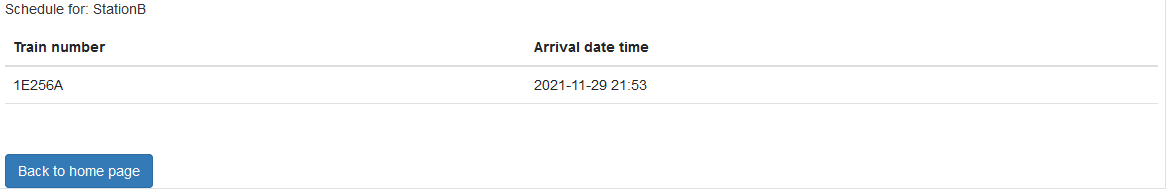 Schedule for: StationB
Train number Arrival date time
1E256A 2021-11-29 21:53
Back to home page